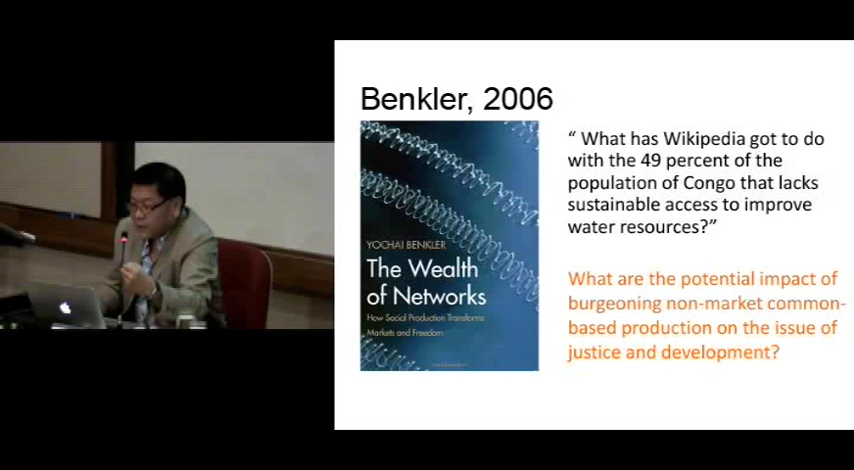 Benkler, 2006
YOCHAI BENKLER
The Wealth
of Networks
How Social Production Transforms
Markets and Freedom
“ What has Wikipedia got to do
with the 49 percent of the
population of Congo that lacks
sustainable access to improve
water resources?”
What are the potential impact of
burgeoning non-market common-
based production on the issue of
justice and development?